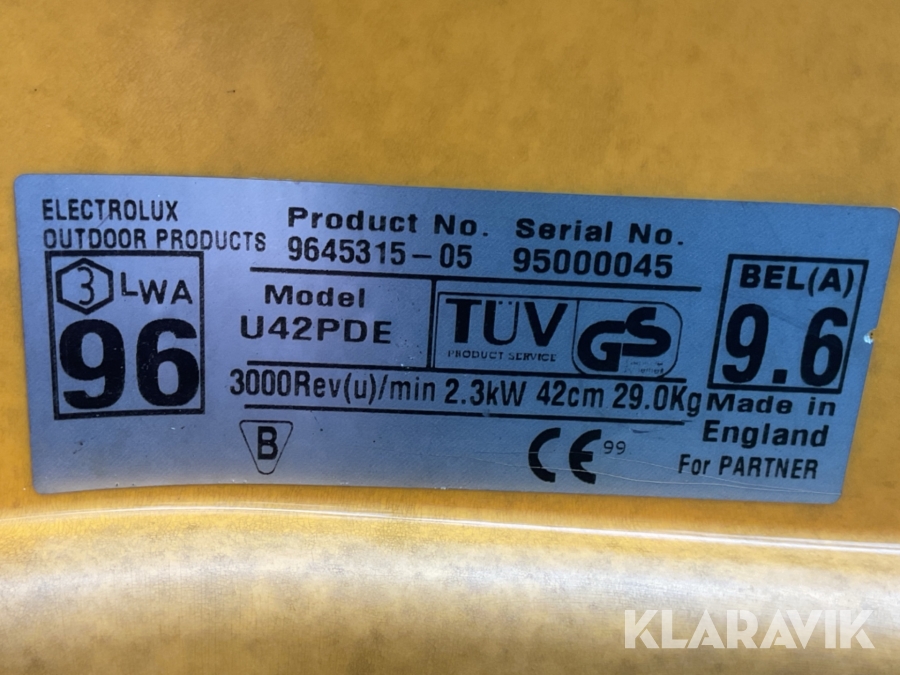 ELECTROLUX
OUTDOOR PRODUCTS
Product No.
9645315-05
Serial No.
95000045
3 LWA
96
Model
U42PDE
TÜV
PRODUCT SERVICE
GS
BEL(A)
9.6
3000Rev(u)/min 2.3kW 42cm 29.0Kg
Made in
England
For PARTNER
B
CE 99
KLARAVIK